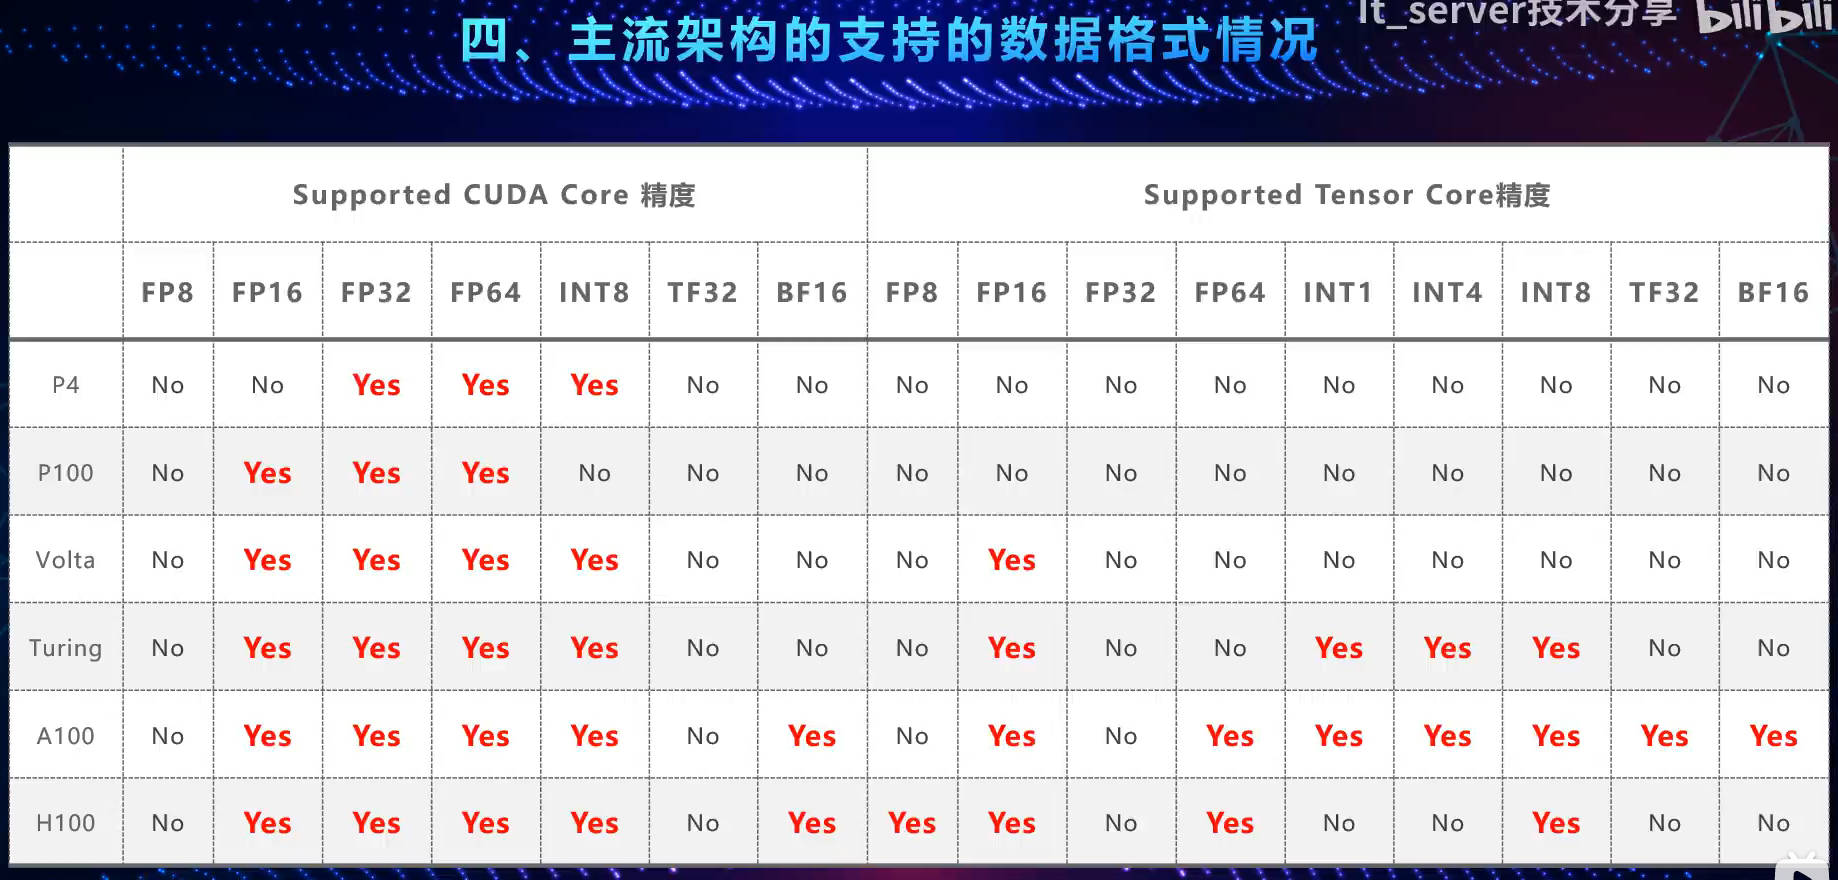 四、主流架构的支持的数据格式情况
lt_server技术分享 bilibili
Supported CUDA Core 精度 Supported Tensor Core精度
FP8 FP16 FP32 FP64 INT8 TF32 BF16 FP8 FP16 FP32 FP64 INT1 INT4 INT8 TF32 BF16
P4 No No Yes Yes Yes No No No No No No No No No No No
P100 No Yes Yes Yes No No No No No No No No No No No No
Volta No Yes Yes Yes Yes No No No Yes No No No No No No No
Turing No Yes Yes Yes Yes No No No Yes No No Yes Yes Yes No No
A100 No Yes Yes Yes Yes No Yes No Yes No Yes Yes Yes Yes Yes Yes
H100 No Yes Yes Yes Yes No Yes Yes Yes No Yes No No Yes No No